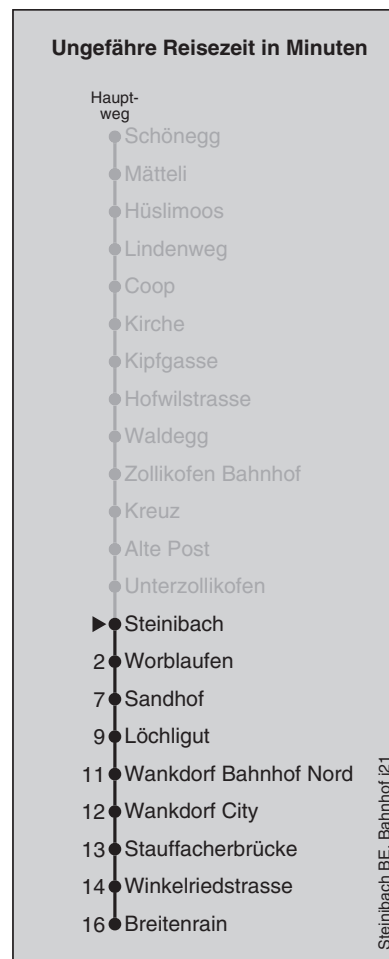 Ungefähre Reisezeit in Minuten
Haupt-
weg
Schönegg
Mätteli
Hüslimoos
Lindenweg
Coop
Kirche
Kipfgasse
Hofwilstrasse
Waldegg
Zollikofen Bahnhof
Kreuz
Alte Post
Unterzollikofen
Steinibach
2 Worblaufen
7 Sandhof
9 Löchligut
11 Wankdorf Bahnhof Nord
12 Wankdorf City
13 Stauffacherbrücke
14 Winkelriedstrasse
16 Breitenrain
Steinibach BE, Bahnhof j21